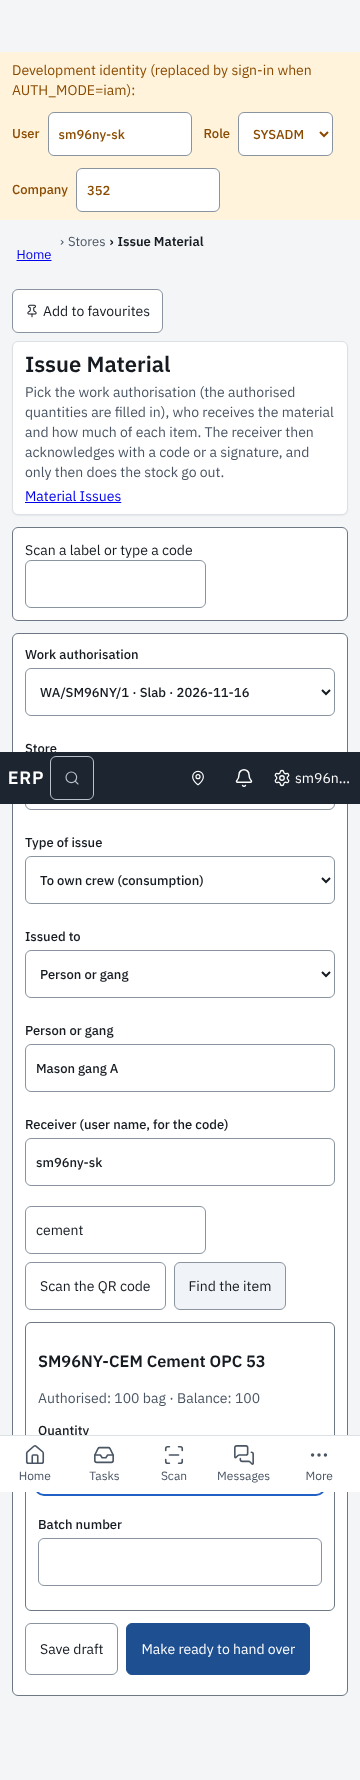 Development identity (replaced by sign-in when
AUTH_MODE=iam):
User sm96ny-sk Role SYSADM
Company 352
Home › Stores › Issue Material
Add to favourites
Issue Material
Pick the work authorisation (the authorised
quantities are filled in), who receives the material
and how much of each item. The receiver then
acknowledges with a code or a signature, and
only then does the stock go out.
Material Issues
Scan a label or type a code
Work authorisation
WA/SM96NY/1 · Slab · 2026-11-16
Store
ERP sm96n...
Type of issue
To own crew (consumption)
Issued to
Person or gang
Person or gang
Mason gang A
Receiver (user name, for the code)
sm96ny-sk
cement
Scan the QR code Find the item
SM96NY-CEM Cement OPC 53
Authorised: 100 bag · Balance: 100
Quantity
Home Tasks Scan Messages More
Batch number
Save draft Make ready to hand over